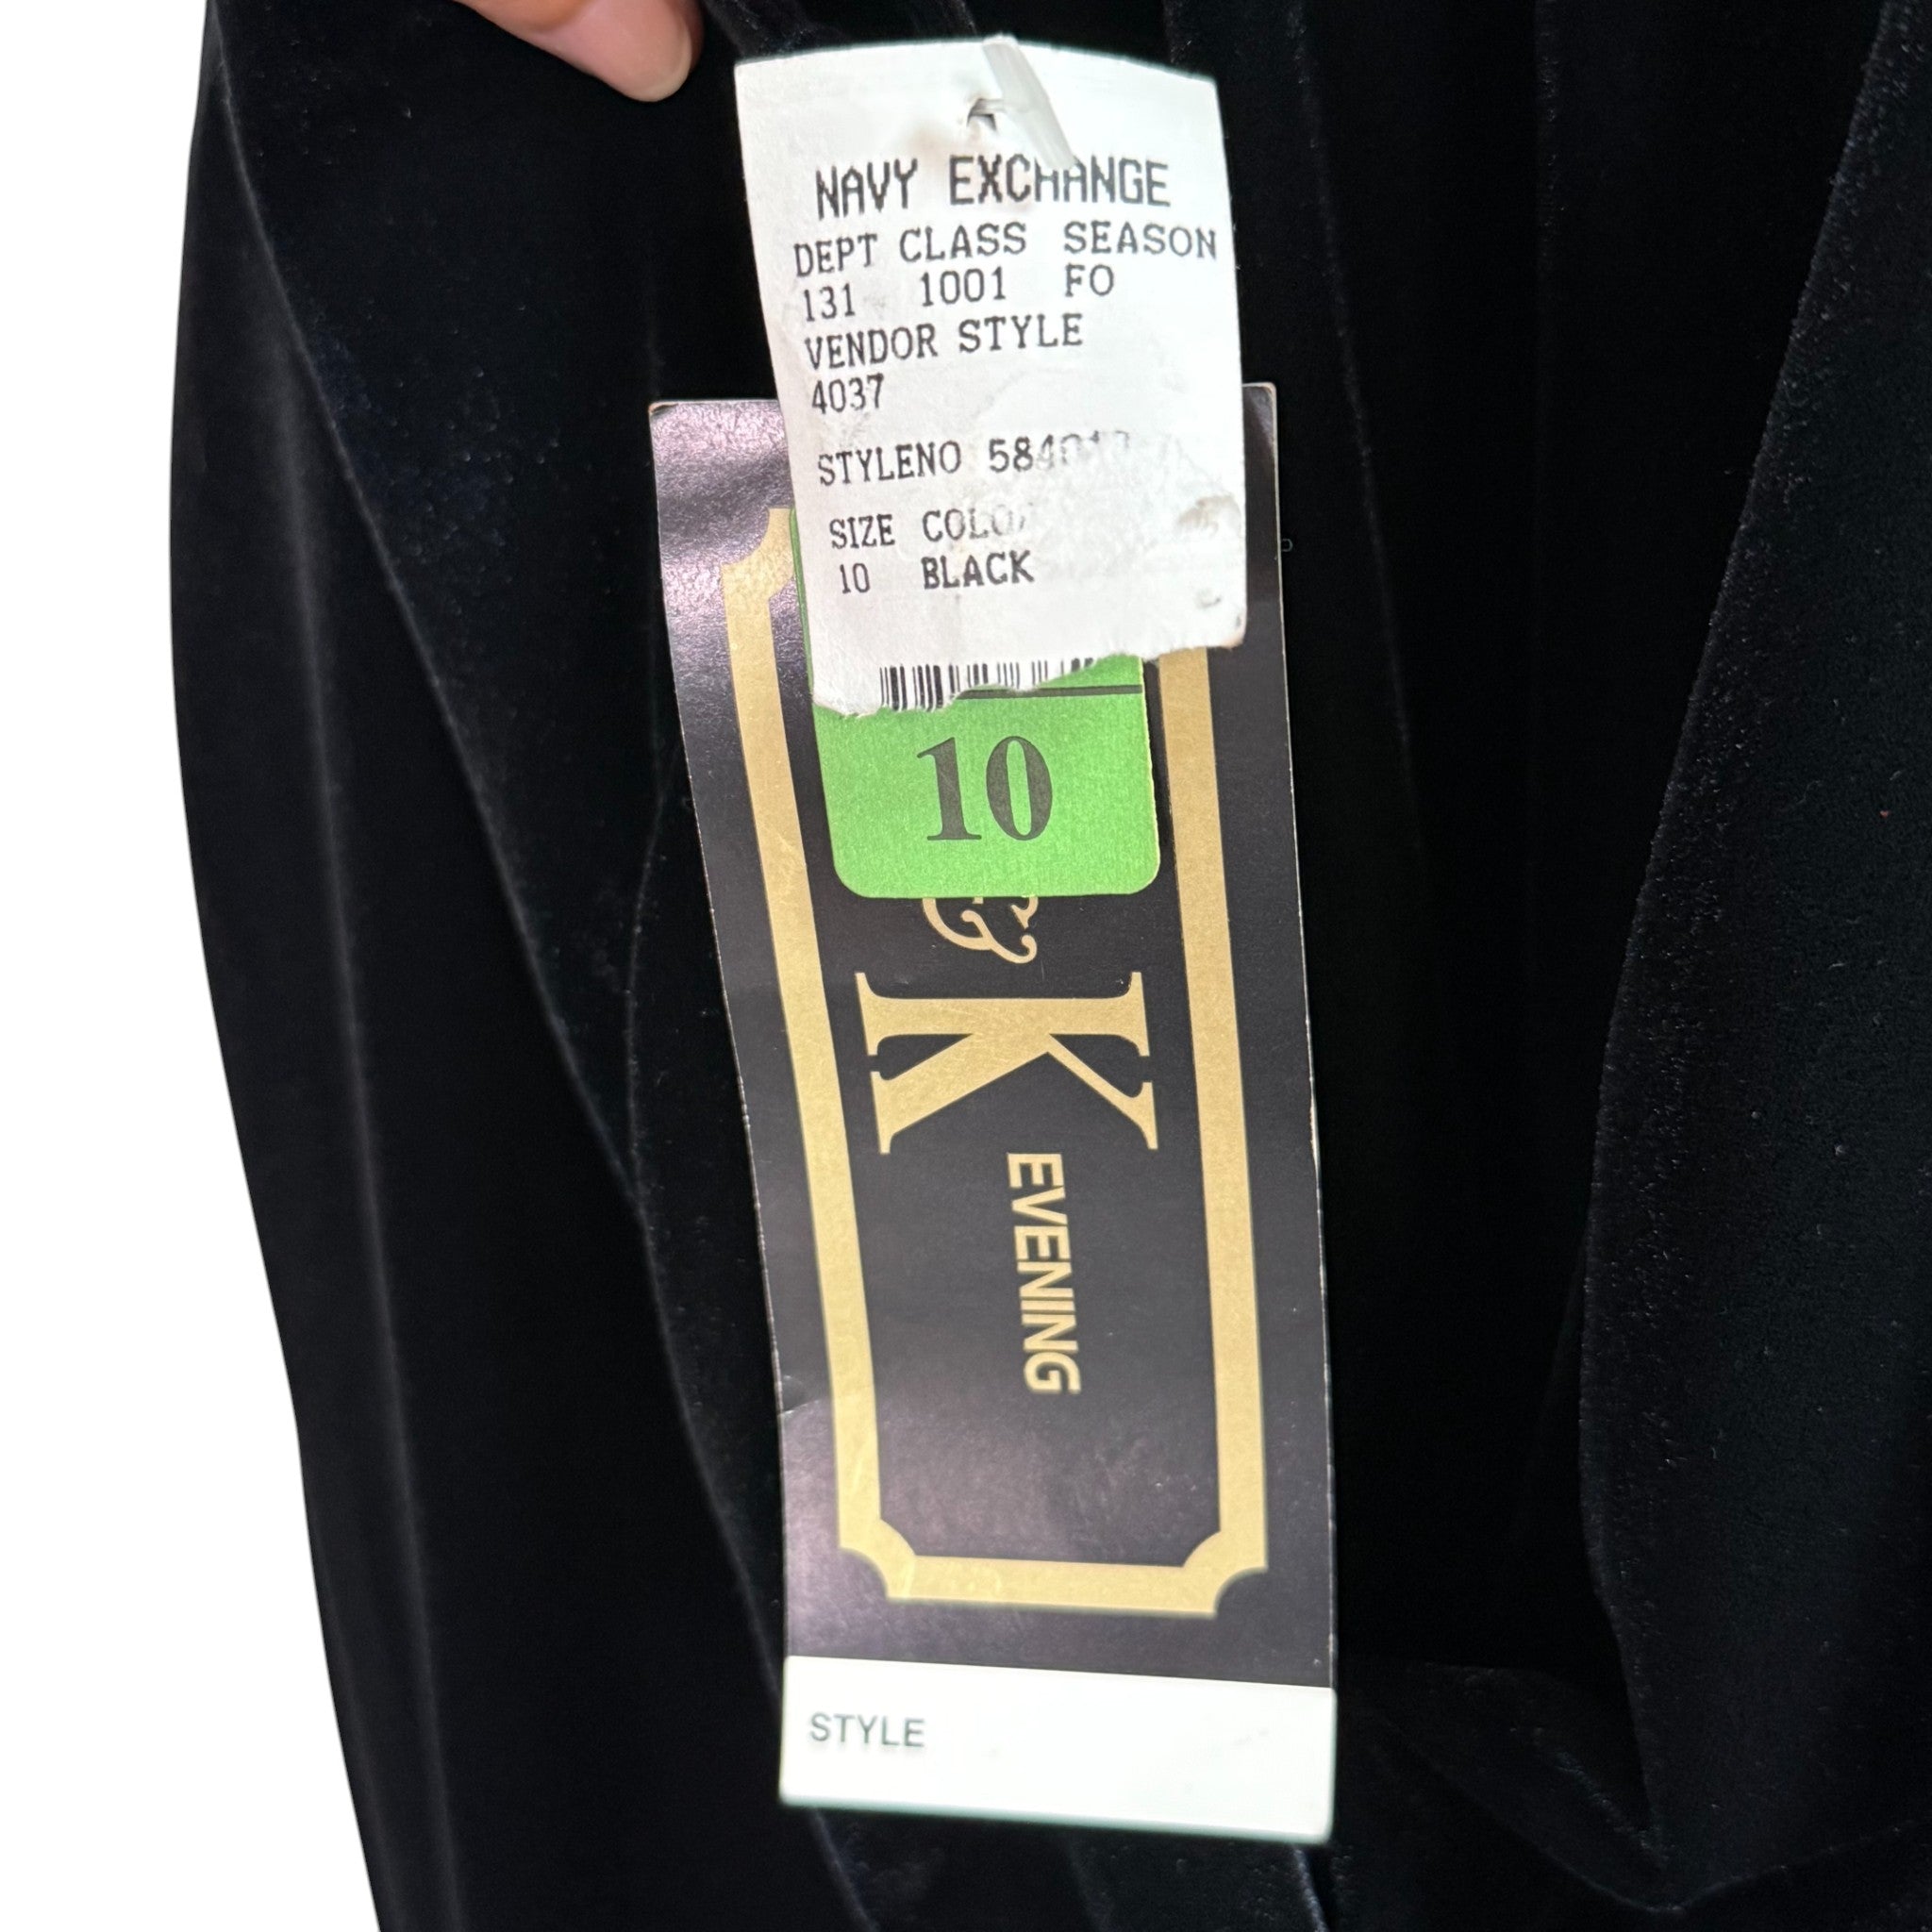 NAVY EXCHANGE
DEPT CLASS SEASON
131 1001 FO
VENDOR STYLE
4037
STYLENO
SIZE
10 BLACK
10
& K
EVENING
STYLE